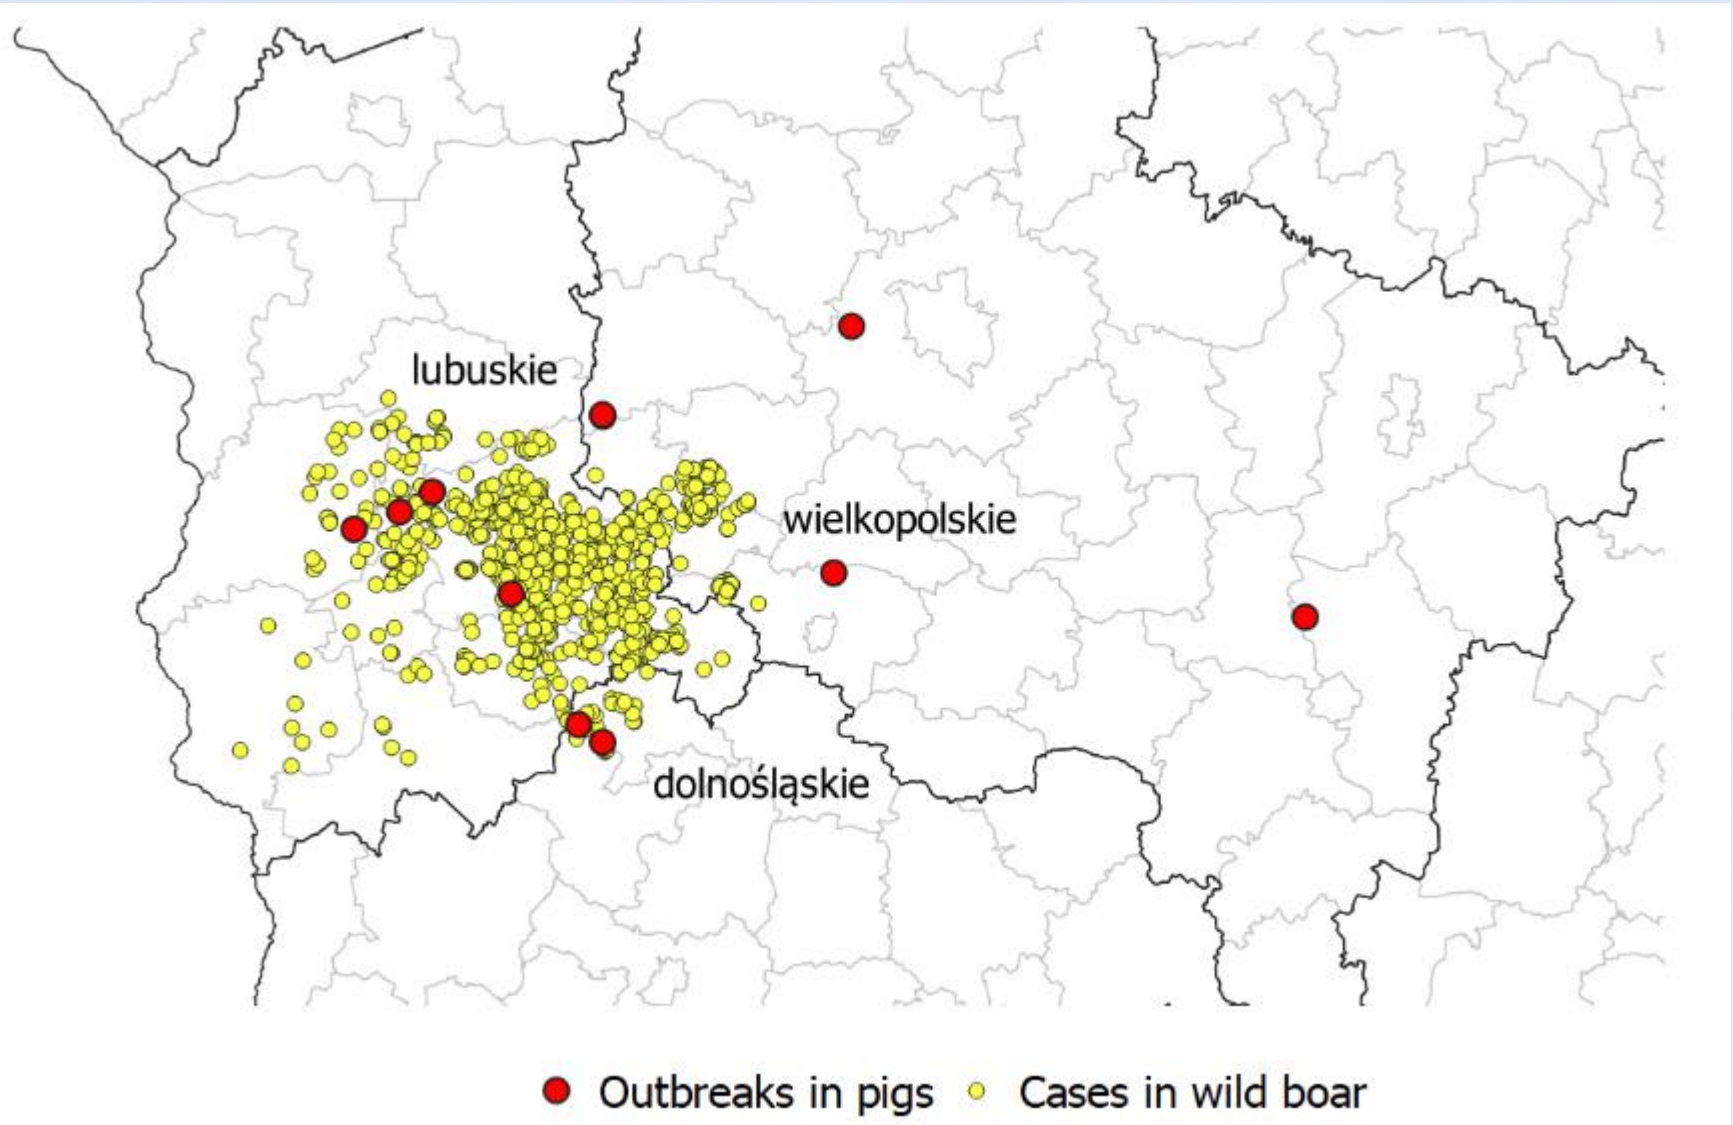 lubuskie
wielkopolskie
dolnośląskie
Outbreaks in pigs Cases in wild boar